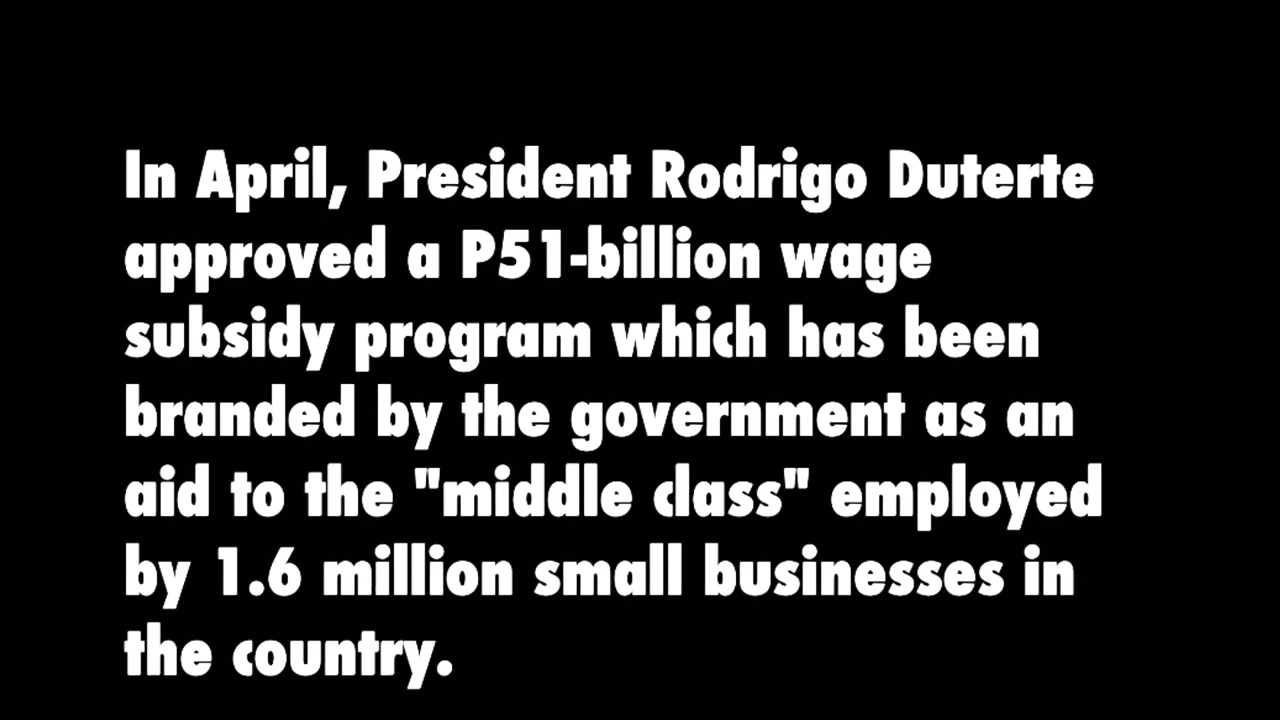 In April, President Rodrigo Duterte
approved a P51-billion wage
subsidy program which has been
branded by the government as an
aid to the "middle class" employed
by 1.6 million small businesses in
the country.